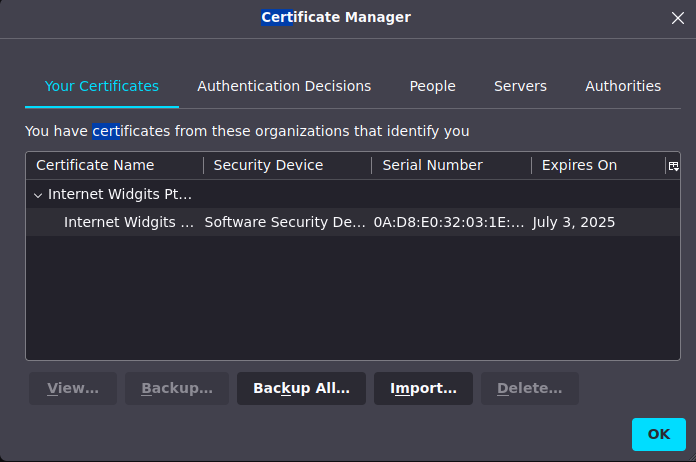 Certificate Manager
Your Certificates Authentication Decisions People Servers Authorities
You have certificates from these organizations that identify you
Certificate Name Security Device Serial Number Expires On
Internet Widgits Pt…
Internet Widgits … Software Security De… 0A:D8:E0:32:03:1E:… July 3, 2025
View… Backup… Backup All… Import… Delete…
OK